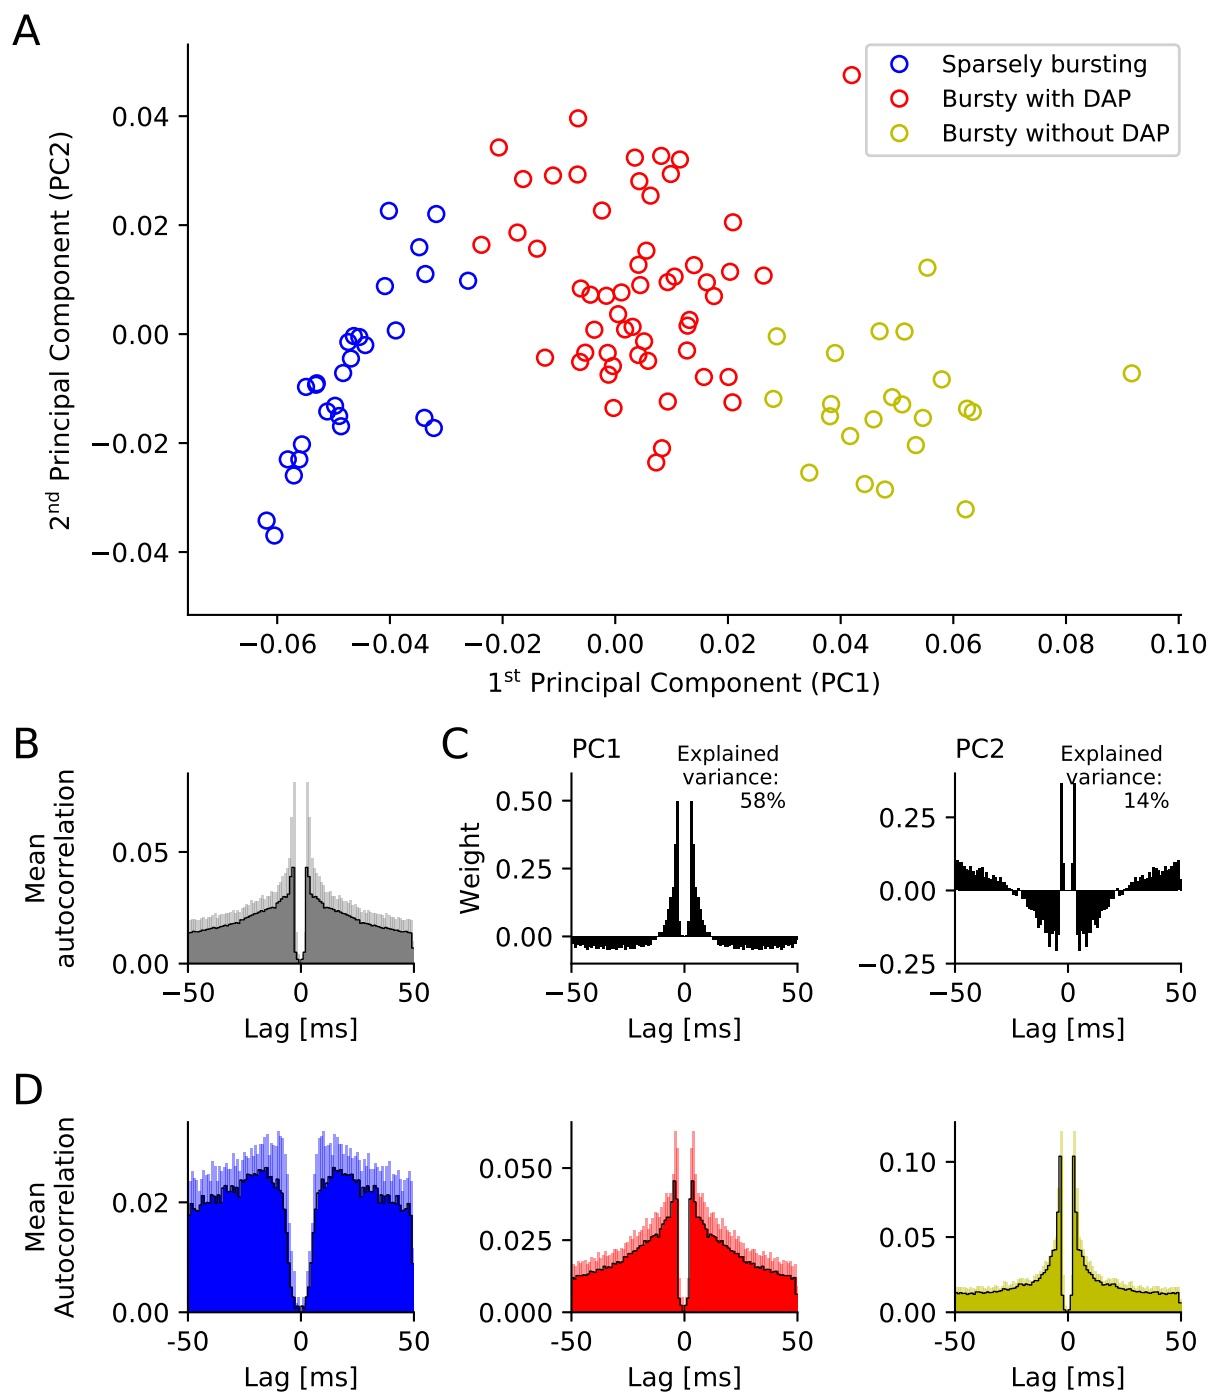 A
Sparsely bursting
Bursty with DAP
Bursty without DAP
2nd Principal Component (PC2)
0.04
0.02
0.00
−0.02
−0.04
−0.06 −0.04 −0.02 0.00 0.02 0.04 0.06 0.08 0.10
1st Principal Component (PC1)
B
Mean
autocorrelation
0.05
0.00
−50 0 50
Lag [ms]
C
PC1
Explained
variance:
58%
Weight
0.50
0.25
0.00
−50 0 50
Lag [ms]
PC2
Explained
variance:
14%
0.25
0.00
−0.25
−50 0 50
Lag [ms]
D
Mean
Autocorrelation
0.02
0.00
-50 0 50
Lag [ms]
0.050
0.025
0.000
-50 0 50
Lag [ms]
0.10
0.05
0.00
-50 0 50
Lag [ms]